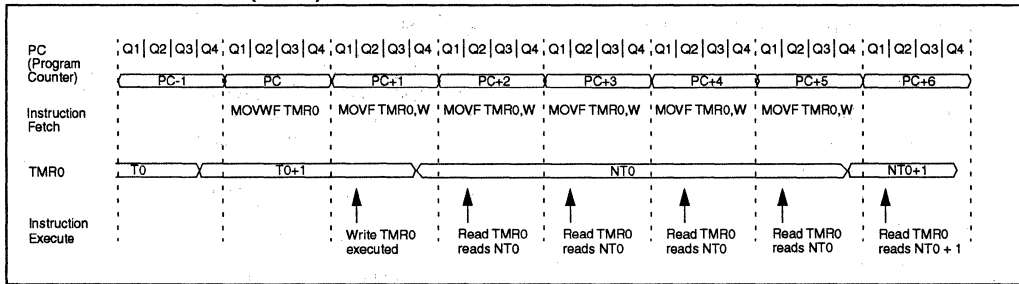 PC
(Program
Counter)
Q1 Q2 Q3 Q4 Q1 Q2 Q3 Q4 Q1 Q2 Q3 Q4 Q1 Q2 Q3 Q4 Q1 Q2 Q3 Q4 Q1 Q2 Q3 Q4 Q1 Q2 Q3 Q4 Q1 Q2 Q3 Q4
PC-1 PC PC+1 PC+2 PC+3 PC+4 PC+5 PC+6
Instruction
Fetch
MOVWF TMR0 MOVF TMR0,W MOVF TMR0,W MOVF TMR0,W MOVF TMR0,W MOVF TMR0,W
TMR0
T0 T0+1 NT0 NT0+1
Instruction
Execute
Write TMR0
executed
Read TMR0
reads NT0
Read TMR0
reads NT0
Read TMR0
reads NT0
Read TMR0
reads NT0
Read TMR0
reads NT0 + 1